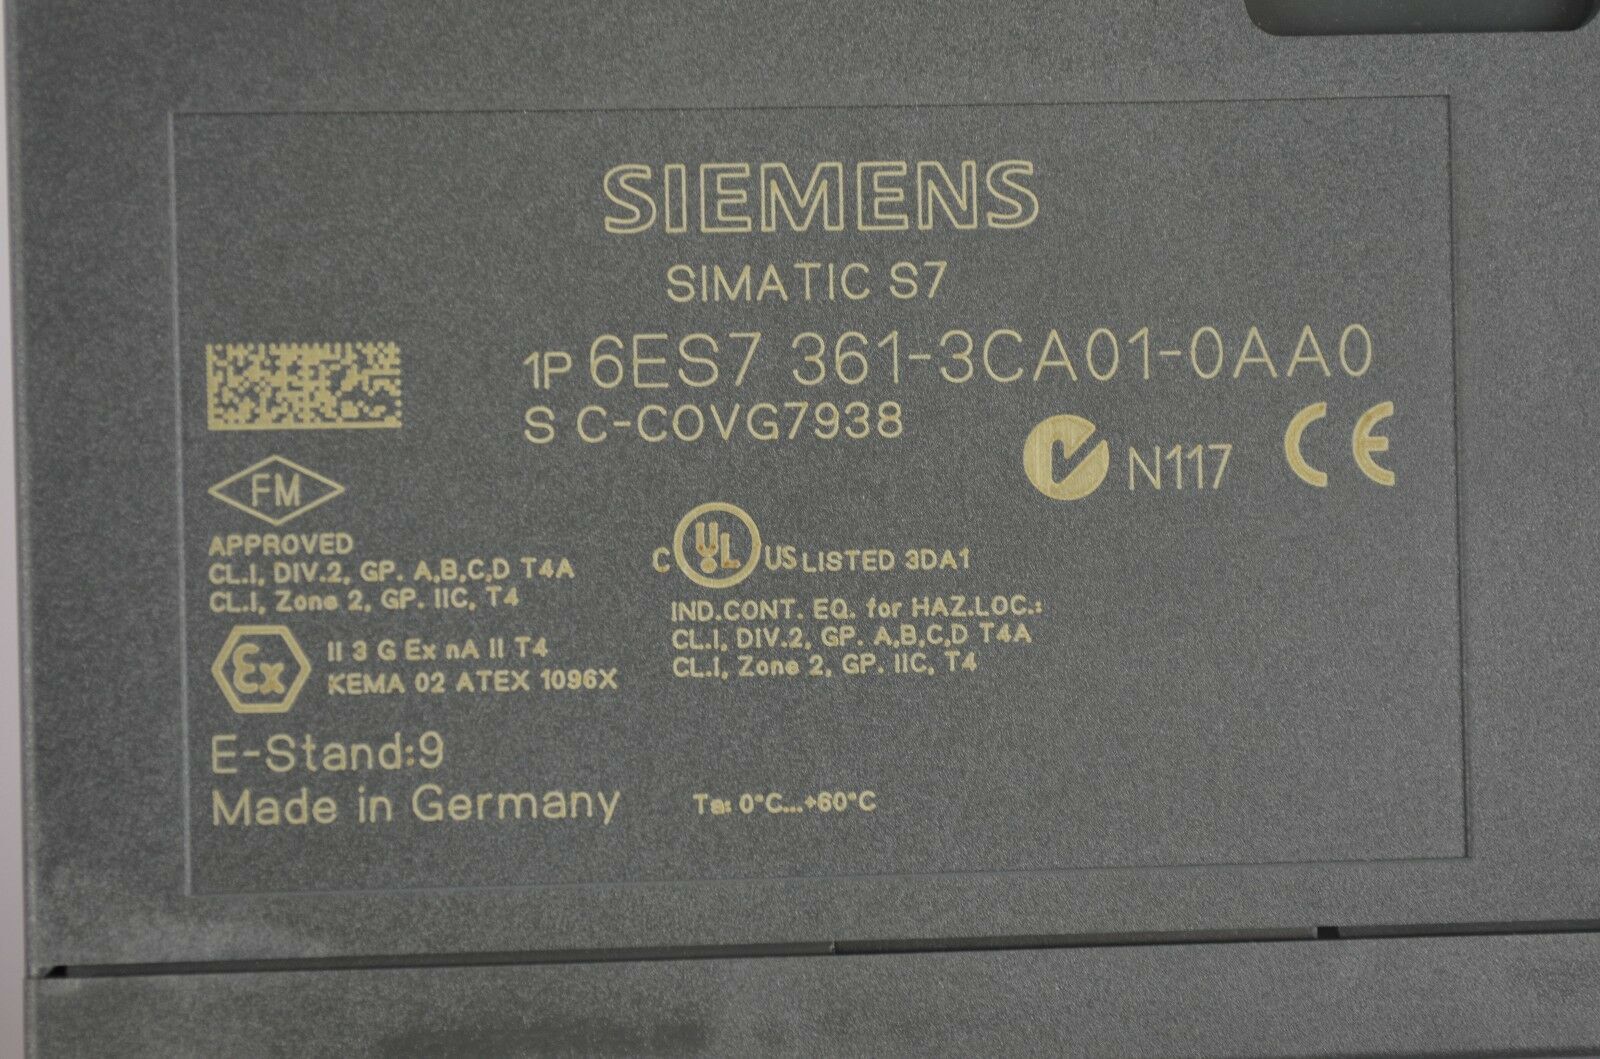 SIEMENS
SIMATIC S7
1P 6ES7 361-3CA01-0AA0
S C-C0VG7938
N117 CE
FM
APPROVED
CL.I, DIV.2, GP. A,B,C,D T4A
CL.I, Zone 2, GP. IIC, T4
C UL US LISTED 3DA1
IND.CONT. EQ. for HAZ.LOC.:
CL.I, DIV.2, GP. A,B,C,D T4A
CL.I, Zone 2, GP. IIC, T4
Ex II 3 G Ex nA II T4
KEMA 02 ATEX 1096X
E-Stand:9
Made in Germany
Ta: 0°C...+60°C